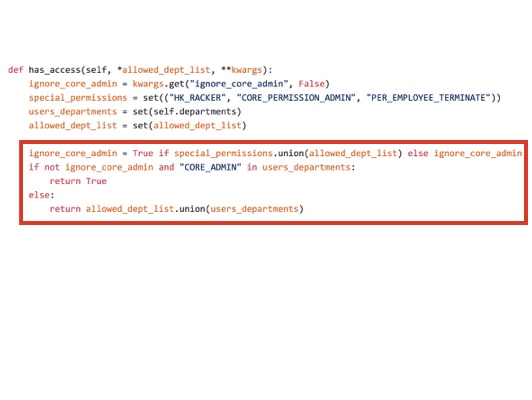 def has_access(self, *allowed_dept_list, **kwargs):
    ignore_core_admin = kwargs.get("ignore_core_admin", False)
    special_permissions = set(("HK_RACKER", "CORE_PERMISSION_ADMIN", "PER_EMPLOYEE_TERMINATE"))
    users_departments = set(self.departments)
    allowed_dept_list = set(allowed_dept_list)
    ignore_core_admin = True if special_permissions.union(allowed_dept_list) else ignore_core_admin
    if not ignore_core_admin and "CORE_ADMIN" in users_departments:
        return True
    else:
        return allowed_dept_list.union(users_departments)